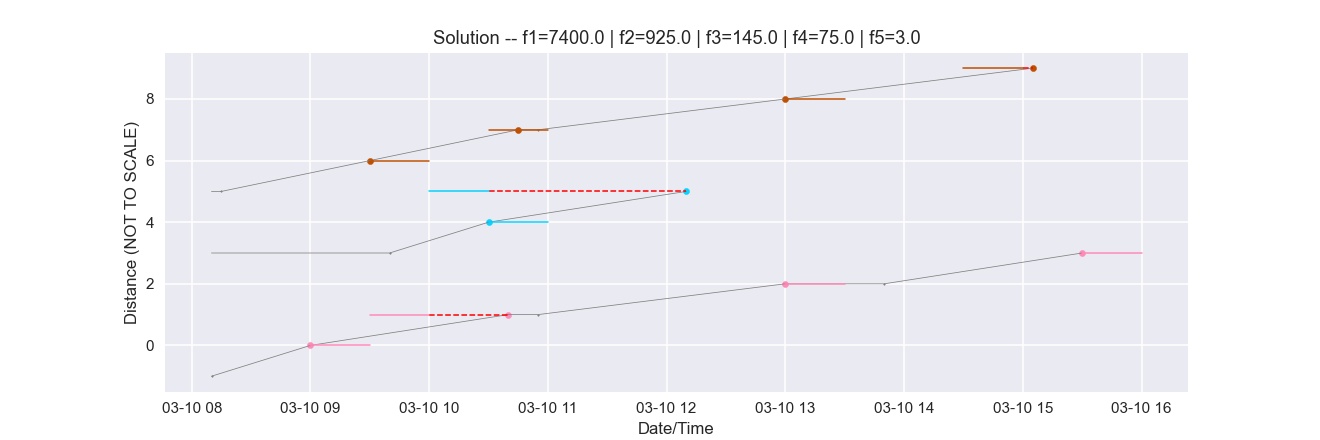 Solution -- f1=7400.0 | f2=925.0 | f3=145.0 | f4=75.0 | f5=3.0
Distance (NOT TO SCALE)
8
6
4
2
0
03-10 08 03-10 09 03-10 10 03-10 11 03-10 12 03-10 13 03-10 14 03-10 15 03-10 16
Date/Time